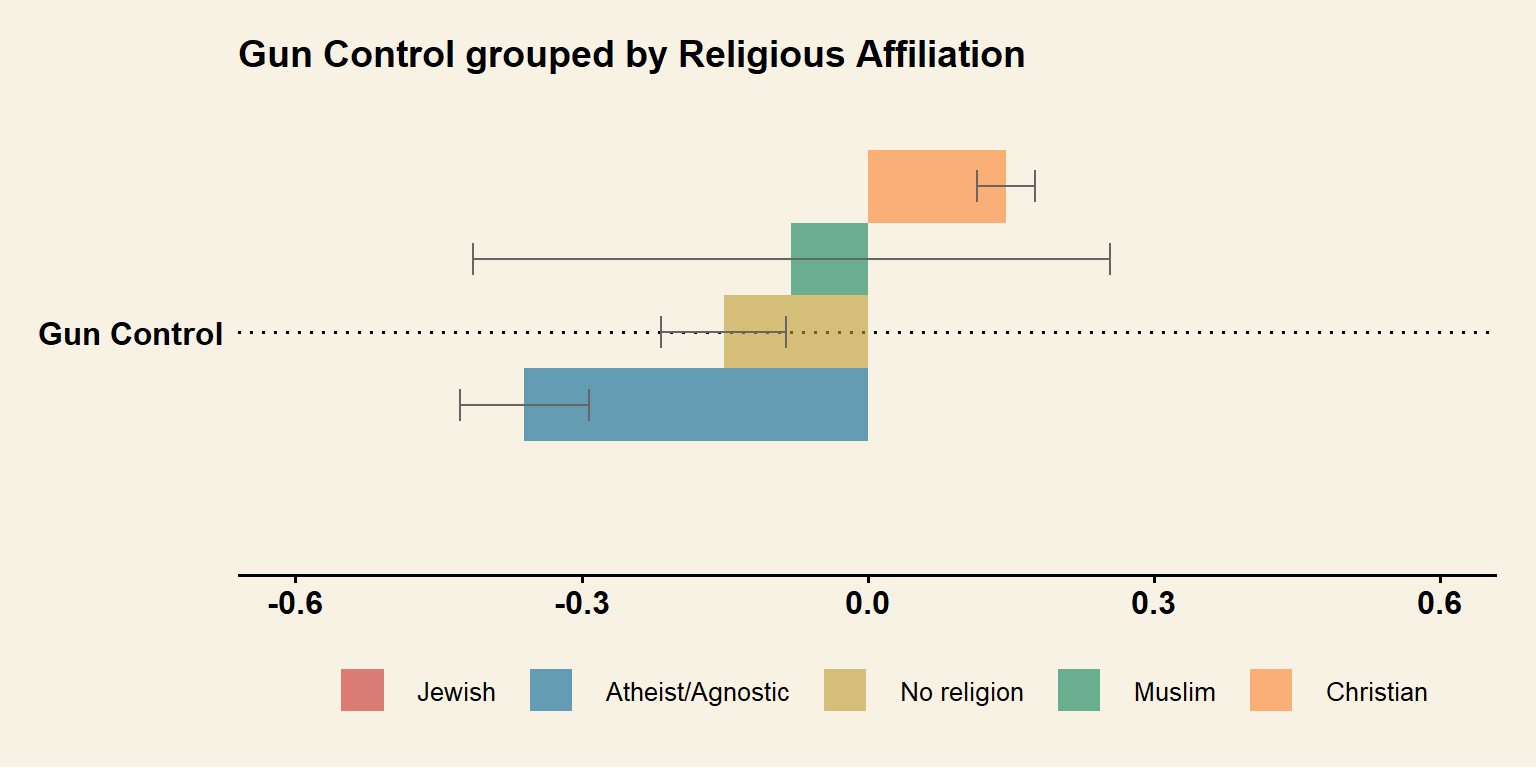 Gun Control grouped by Religious Affiliation
Gun Control
-0.6 -0.3 0.0 0.3 0.6
Jewish Atheist/Agnostic No religion Muslim Christian